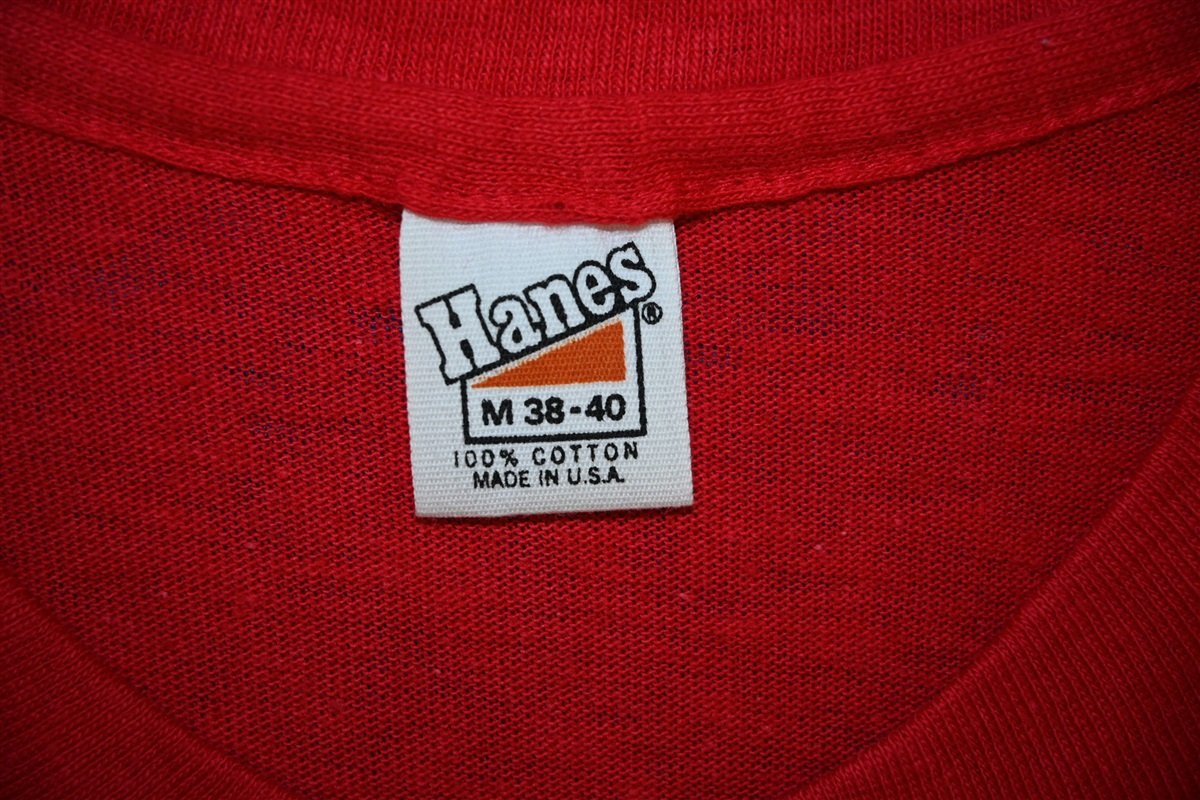 Hanes®
M 38-40
100% COTTON
MADE IN U.S.A.